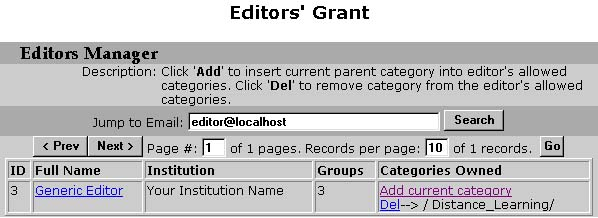 Editors' Grant
Editors Manager
Description: Click 'Add' to insert current parent category into editor's allowed
categories. Click 'Del' to remove category from the editor's allowed
categories.
Jump to Email: editor@localhost Search
< Prev Next > Page #: 1 of 1 pages. Records per page: 10 of 1 records. Go
ID Full Name Institution Groups Categories Owned
3 Generic Editor Your Institution Name 3 Add current category
Del--> / Distance_Learning/